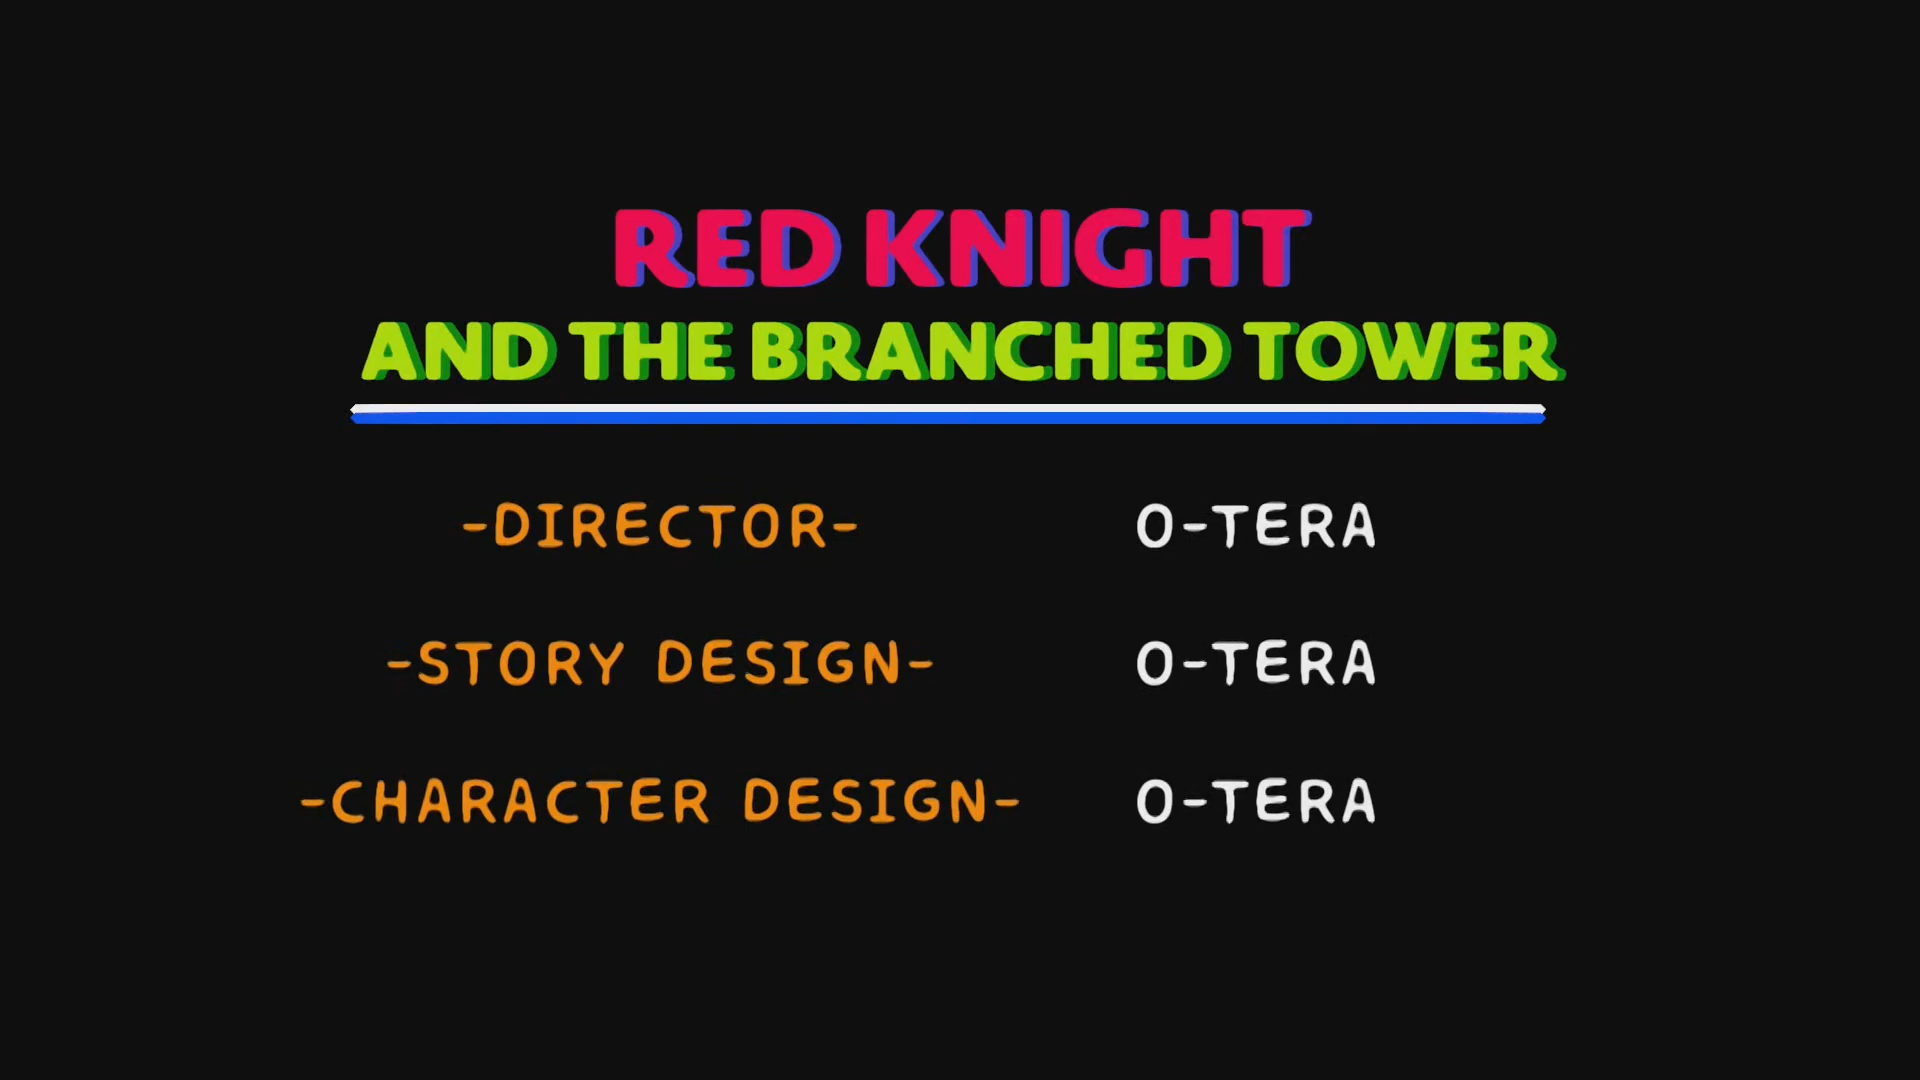 RED KNIGHT
AND THE BRANCHED TOWER
-DIRECTOR- O-TERA
-STORY DESIGN- O-TERA
-CHARACTER DESIGN- O-TERA